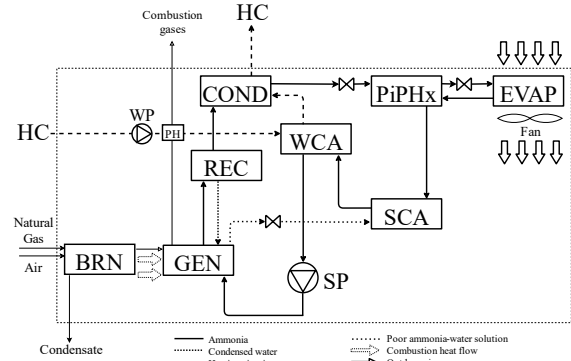 Combustion
gases
HC
COND
PiPHx
EVAP
Fan
HC
WP
PH
WCA
REC
SCA
Natural
Gas
Air
BRN
GEN
SP
Condensate
Ammonia
Condensed water
Poor ammonia-water solution
Combustion heat flow